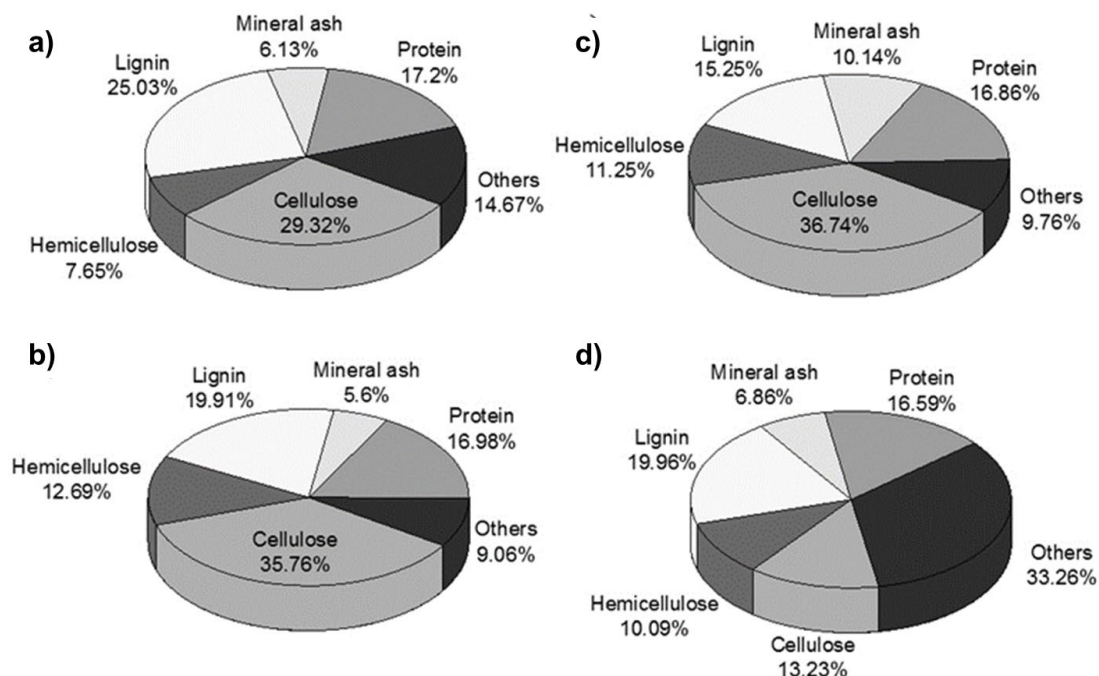 a)
Mineral ash
6.13%
Protein
17.2%
Lignin
25.03%
Others
14.67%
Cellulose
29.32%
Hemicellulose
7.65%
c)
Mineral ash
10.14%
Lignin
15.25%
Protein
16.86%
Hemicellulose
11.25%
Others
9.76%
Cellulose
36.74%
b)
Mineral ash
5.6%
Lignin
19.91%
Protein
16.98%
Hemicellulose
12.69%
Others
9.06%
Cellulose
35.76%
d)
Mineral ash
6.86%
Protein
16.59%
Lignin
19.96%
Others
33.26%
Hemicellulose
10.09%
Cellulose
13.23%